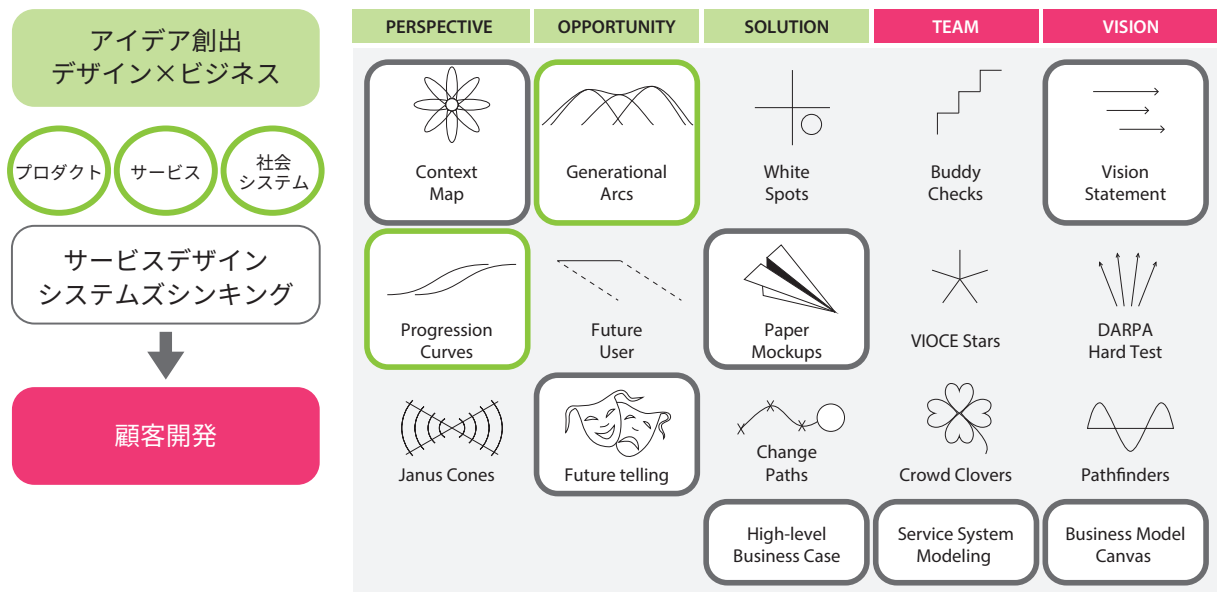 アイデア創出
デザイン×ビジネス
プロダクト
サービス
社会
システム
サービスデザイン
システムズシンキング
顧客開発
PERSPECTIVE
OPPORTUNITY
SOLUTION
TEAM
VISION
Context
Map
Generational
Arcs
White
Spots
Buddy
Checks
Vision
Statement
Progression
Curves
Future
User
Paper
Mockups
VIOCE Stars
DARPA
Hard Test
Janus Cones
Future telling
Change
Paths
Crowd Clovers
Pathfinders
High-level
Business Case
Service System
Modeling
Business Model
Canvas